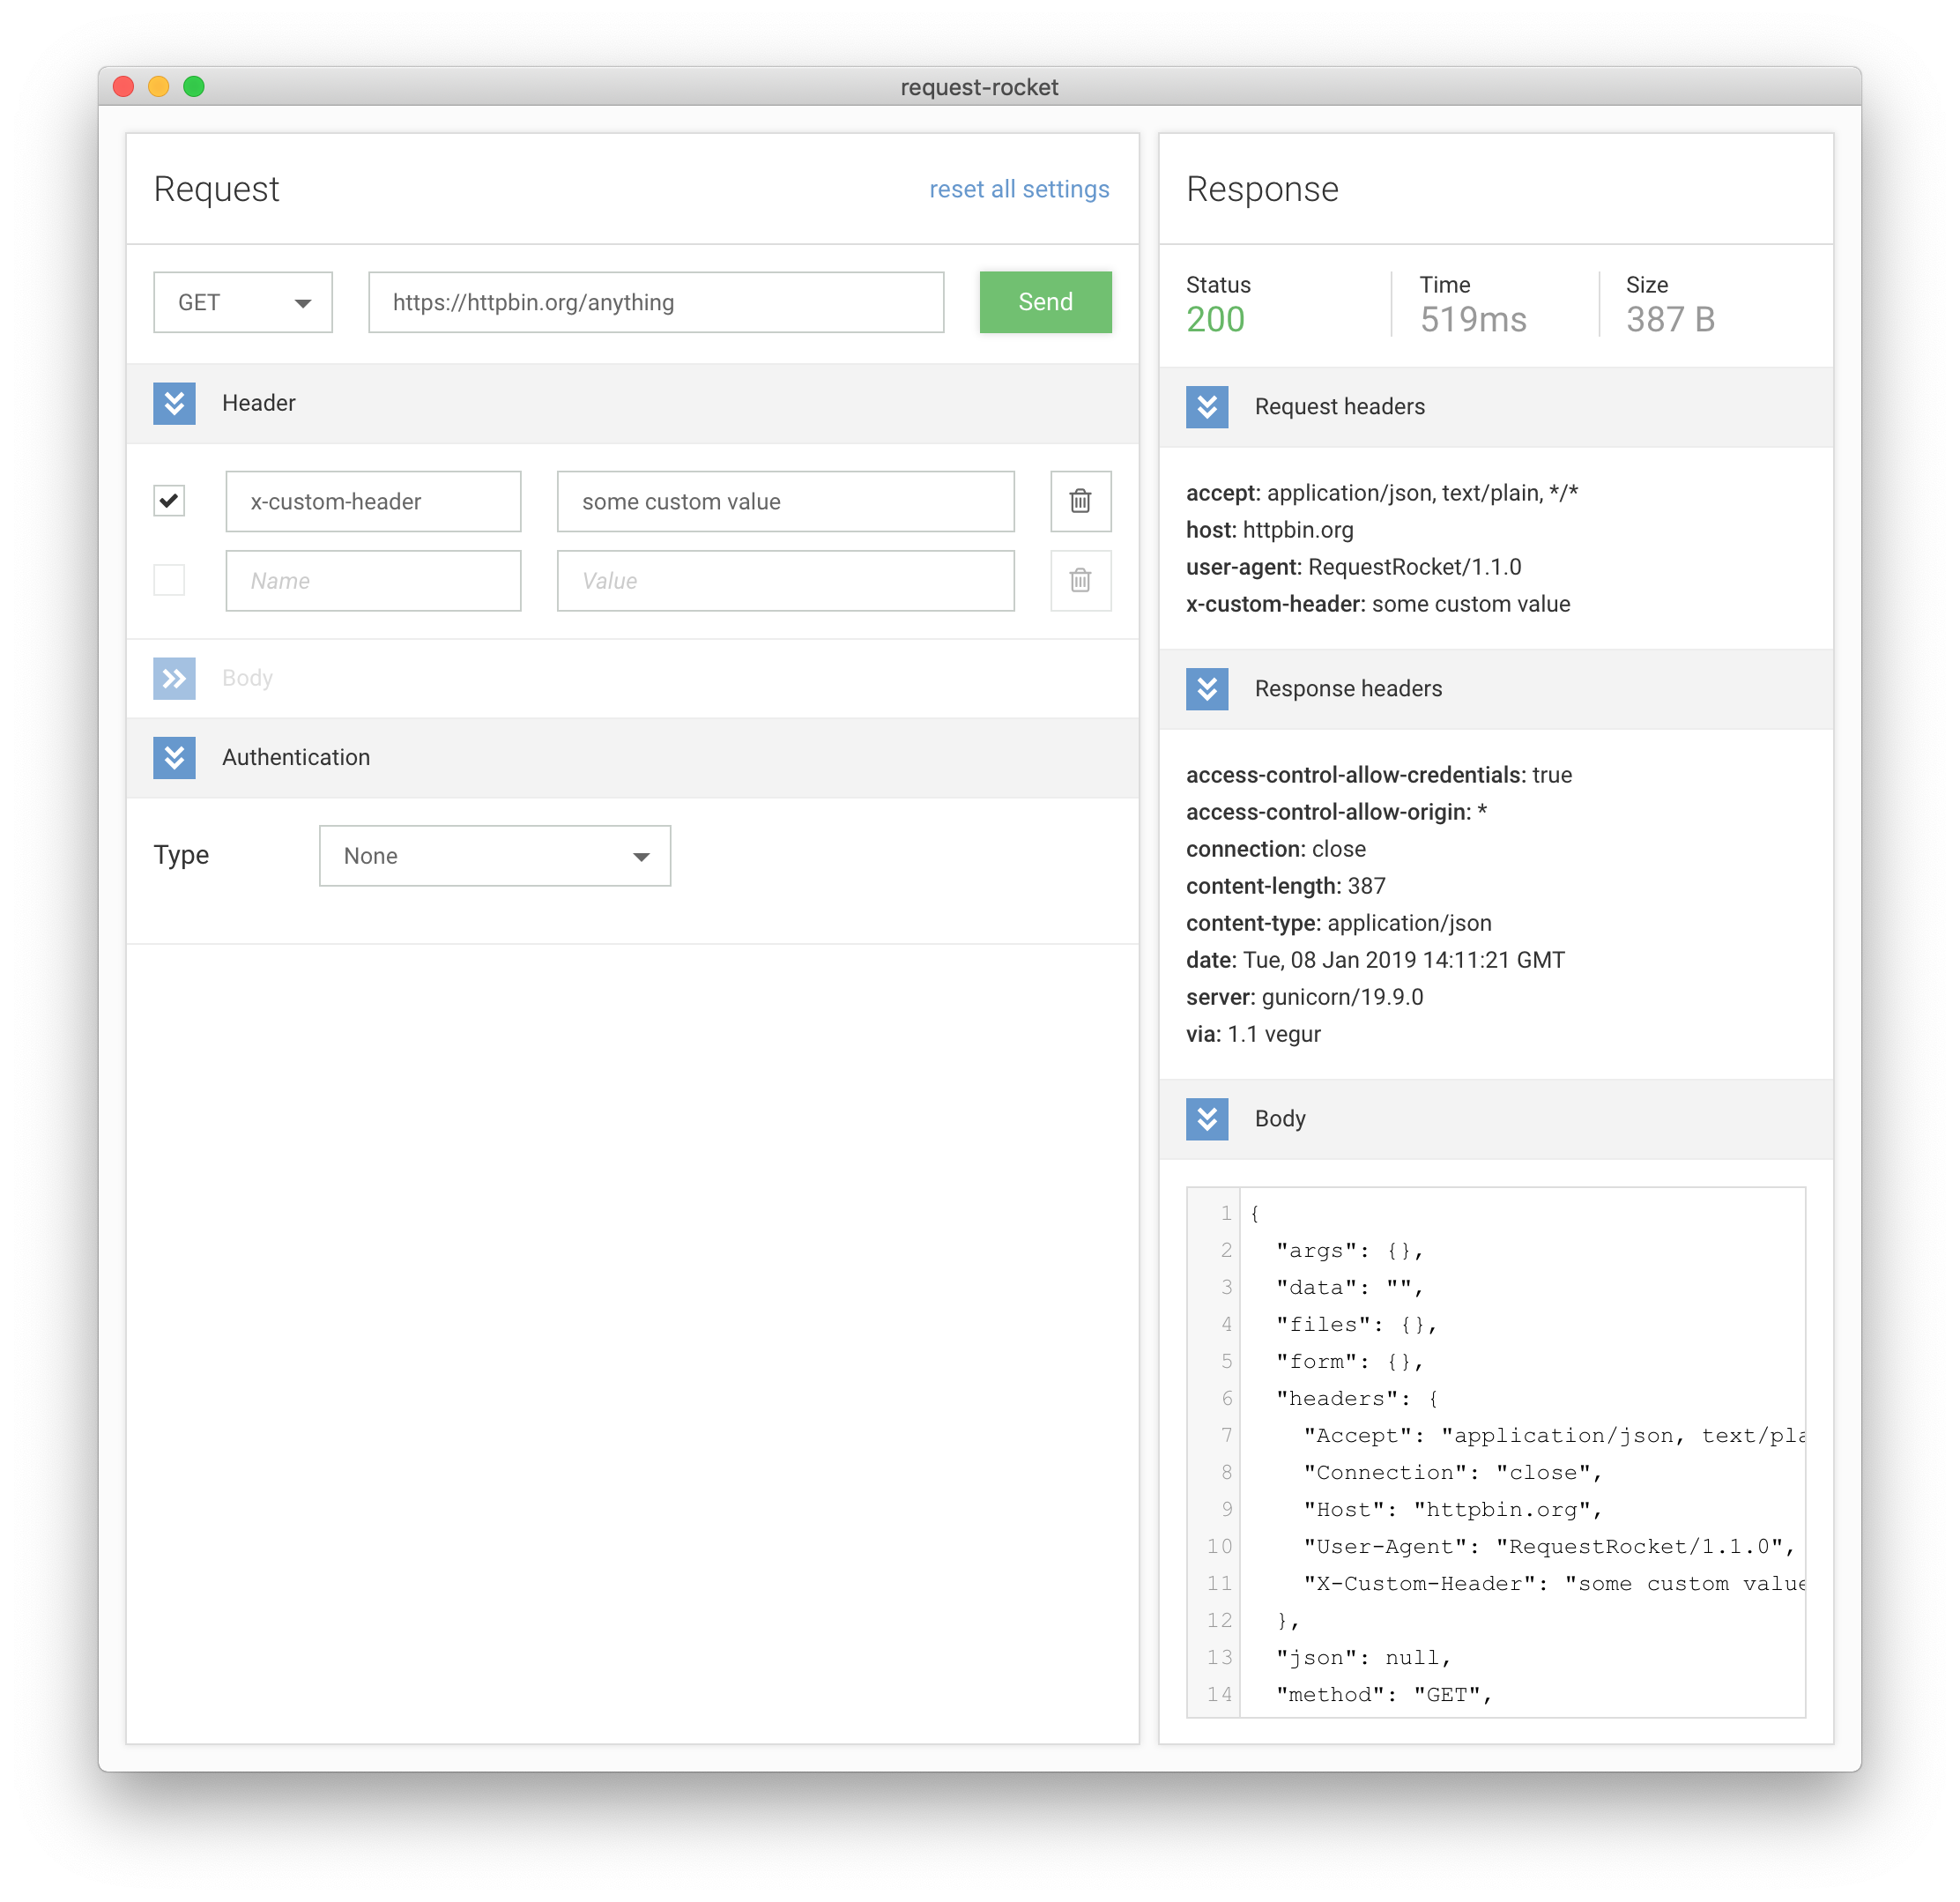 request-rocket
Request
reset all settings
GET
https://httpbin.org/anything
Send
Header
x-custom-header
some custom value
Name
Value
Body
Authentication
Type
None
Response
Status
200
Time
519ms
Size
387 B
Request headers
accept: application/json, text/plain, */*
host: httpbin.org
user-agent: RequestRocket/1.1.0
x-custom-header: some custom value
Response headers
access-control-allow-credentials: true
access-control-allow-origin: *
connection: close
content-length: 387
content-type: application/json
date: Tue, 08 Jan 2019 14:11:21 GMT
server: gunicorn/19.9.0
via: 1.1 vegur
Body
1 {
2 "args": {},
3 "data": "",
4 "files": {},
5 "form": {},
6 "headers": {
7 "Accept": "application/json, text/pla
8 "Connection": "close",
9 "Host": "httpbin.org",
10 "User-Agent": "RequestRocket/1.1.0",
11 "X-Custom-Header": "some custom value
12 },
13 "json": null,
14 "method": "GET",